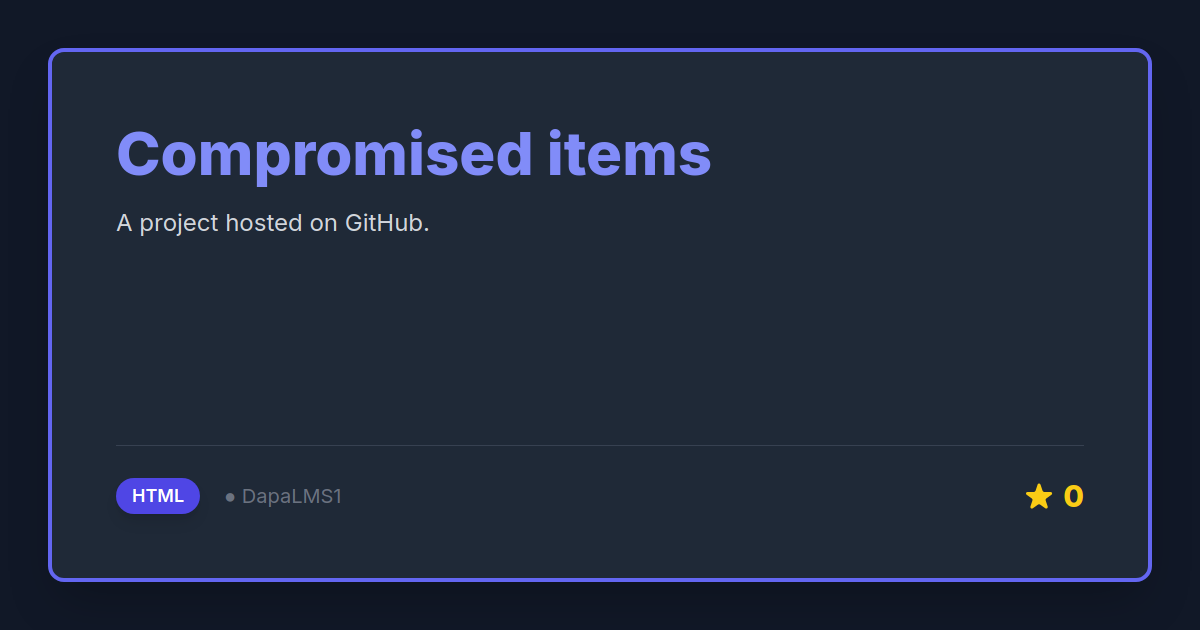 Compromised items
A project hosted on GitHub.
HTML
● DapaLMS1
★ 0